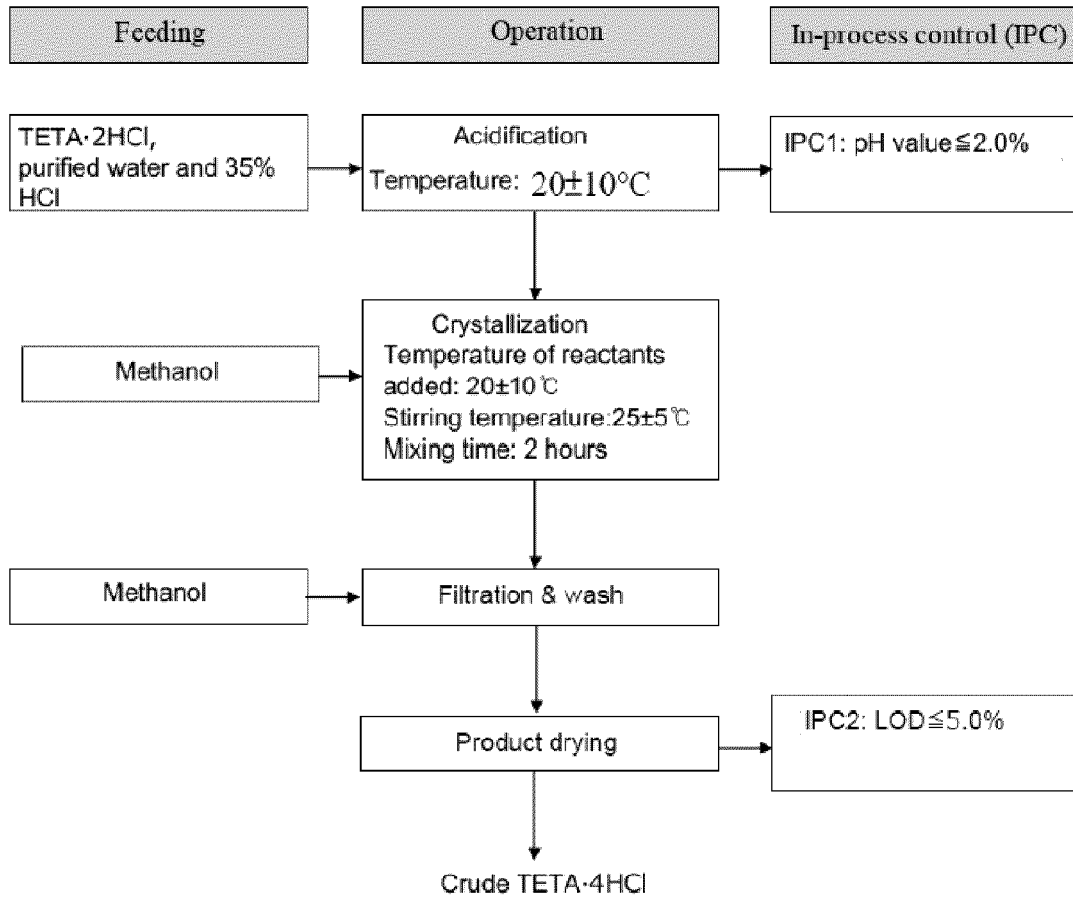 Feeding
Operation
In-process control (IPC)
TETA·2HCl,
purified water and 35%
HCl
Acidification
Temperature: 20±10°C
IPC1: pH value≦2.0%
Methanol
Crystallization
Temperature of reactants
added: 20±10℃
Stirring temperature:25±5℃
Mixing time: 2 hours
Methanol
Filtration & wash
Product drying
IPC2: LOD≦5.0%
Crude TETA·4HCl